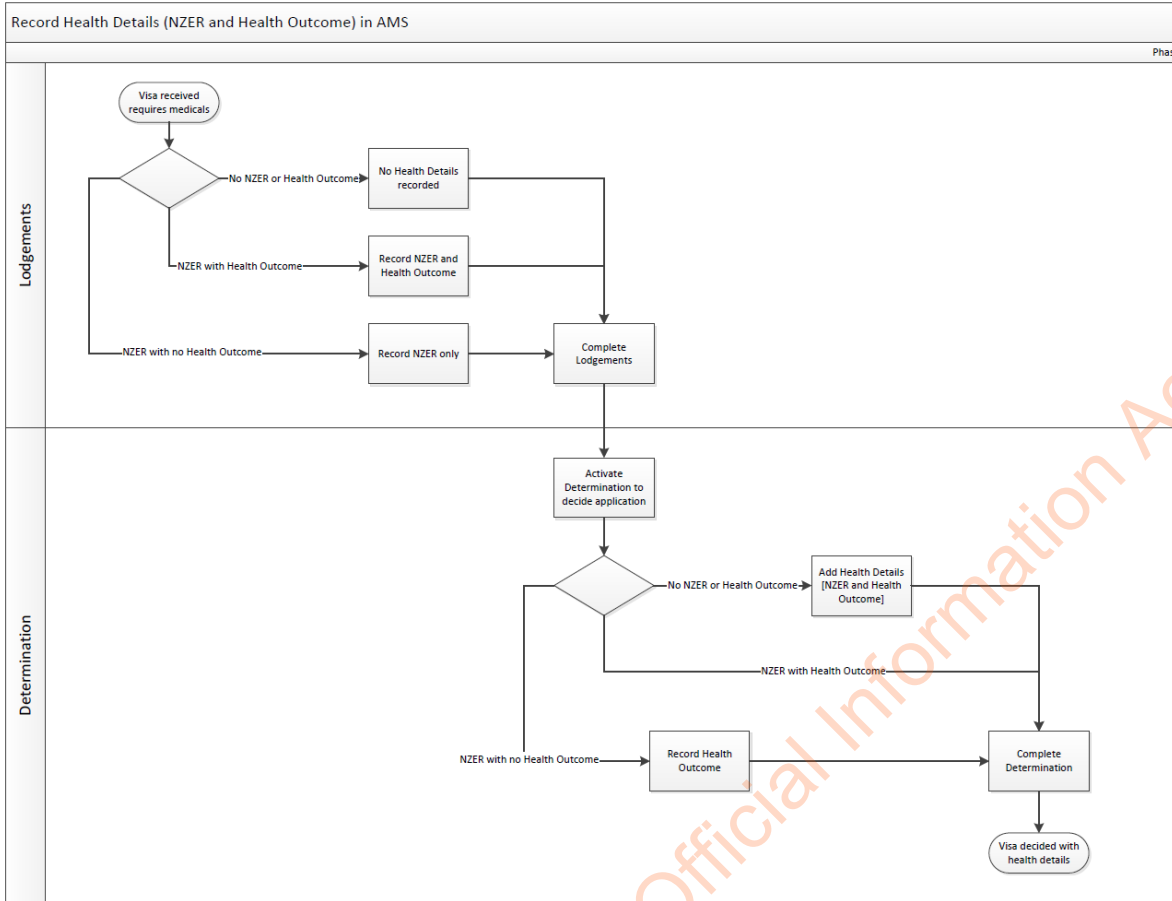 Record Health Details (NZER and Health Outcome) in AMS
Phas
Lodgements
Visa received
requires medicals
No NZER or Health Outcome
No Health Details
recorded
NZER with Health Outcome
Record NZER and
Health Outcome
NZER with no Health Outcome
Record NZER only
Complete
Lodgements
Determination
Activate
Determination to
decide application
No NZER or Health Outcome
Add Health Details
[NZER and Health
Outcome]
NZER with Health Outcome
NZER with no Health Outcome
Record Health
Outcome
Complete
Determination
Visa decided with
health details
Official Information Ac